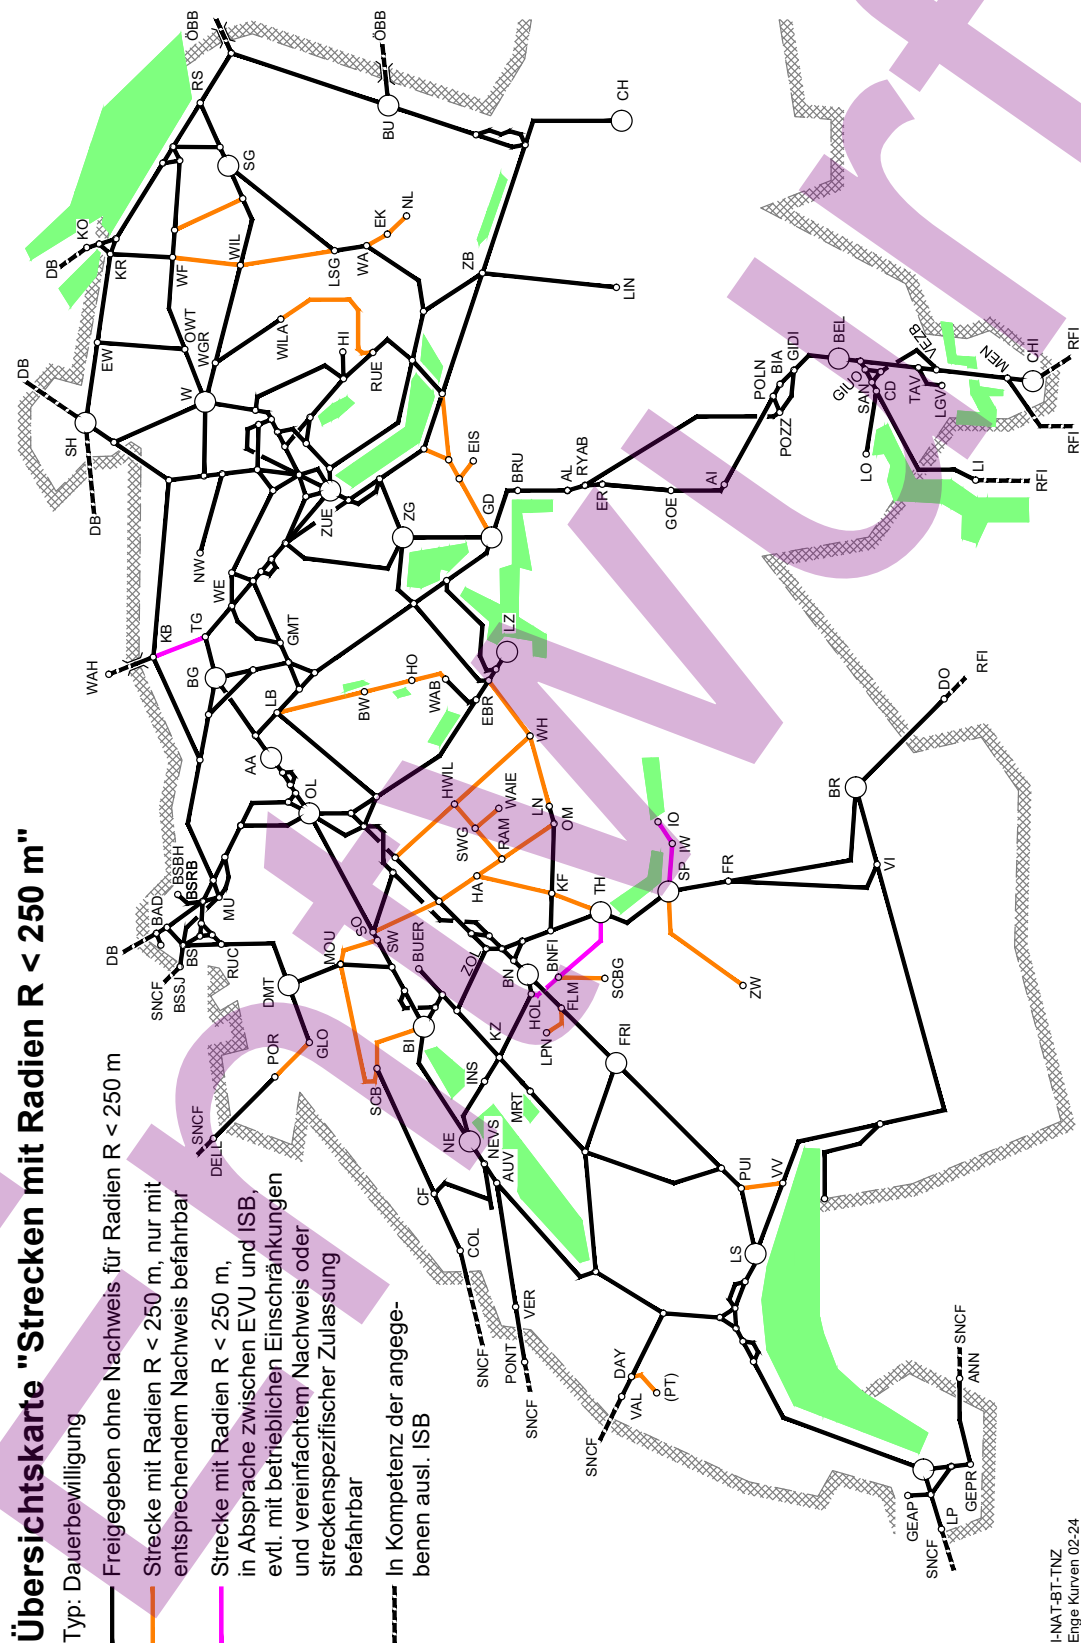 Übersichtskarte "Strecken mit Radien R < 250 m"
Typ: Dauerbewilligung
Freigegeben ohne Nachweis für Radien R < 250 m
Strecke mit Radien R < 250 m, nur mit
entsprechendem Nachweis befahrbar
Strecke mit Radien R < 250 m,
in Absprache zwischen EVU und ISB,
evtl. mit betrieblichen Einschränkungen
und vereinfachtem Nachweis oder
streckenspezifischer Zulassung
befahrbar
In Kompetenz der angege-
benen ausl. ISB
Entwurf
ÖBB
ÖBB
RS
BU
CH
SG
KO
DB
KR
WF
WIL
LSG
WA
EK
NL
ZB
LIN
EW
OWT
WGR
WILA
HI
RUE
DB
SH
DB
W
ZUE
EIS
ZG
GD
BRU
AL
RYAB
ER
GOE
AI
POLN
BIA
GIDI
POZZ
BEL
GIUO
SAN
CD
TAV
LGV
VEZB
MEN
CHI
RFI
RFI
LO
LI
RFI
NW
WE
KB
TG
WAH
BG
GMT
LB
BW
HO
WAB
EBR
LZ
WH
AA
OL
HWIL
WAIE
SWG
RAM
LN
OM
HA
KF
TH
IO
IW
SP
FR
BR
DO
RFI
VI
ZW
BSBH
BSRB
BAD
MU
DB
BS
SNCF
BSSJ
RUC
DMT
MOU
SO
SW
BUER
ZOL
BN
BNFI
HOL
FLM
SCBG
LPN
KZ
FRI
POR
GLO
SNCF
DELL
SCB
BI
INS
MRT
NE
NEVS
AUV
CF
COL
SNCF
VER
PONT
SNCF
PUI
VV
LS
DAY
VAL
(PT)
SNCF
GEAP
LP
SNCF
GEPR
ANN
SNCF
I-NAT-BT-TNZ
Enge Kurven 02-24